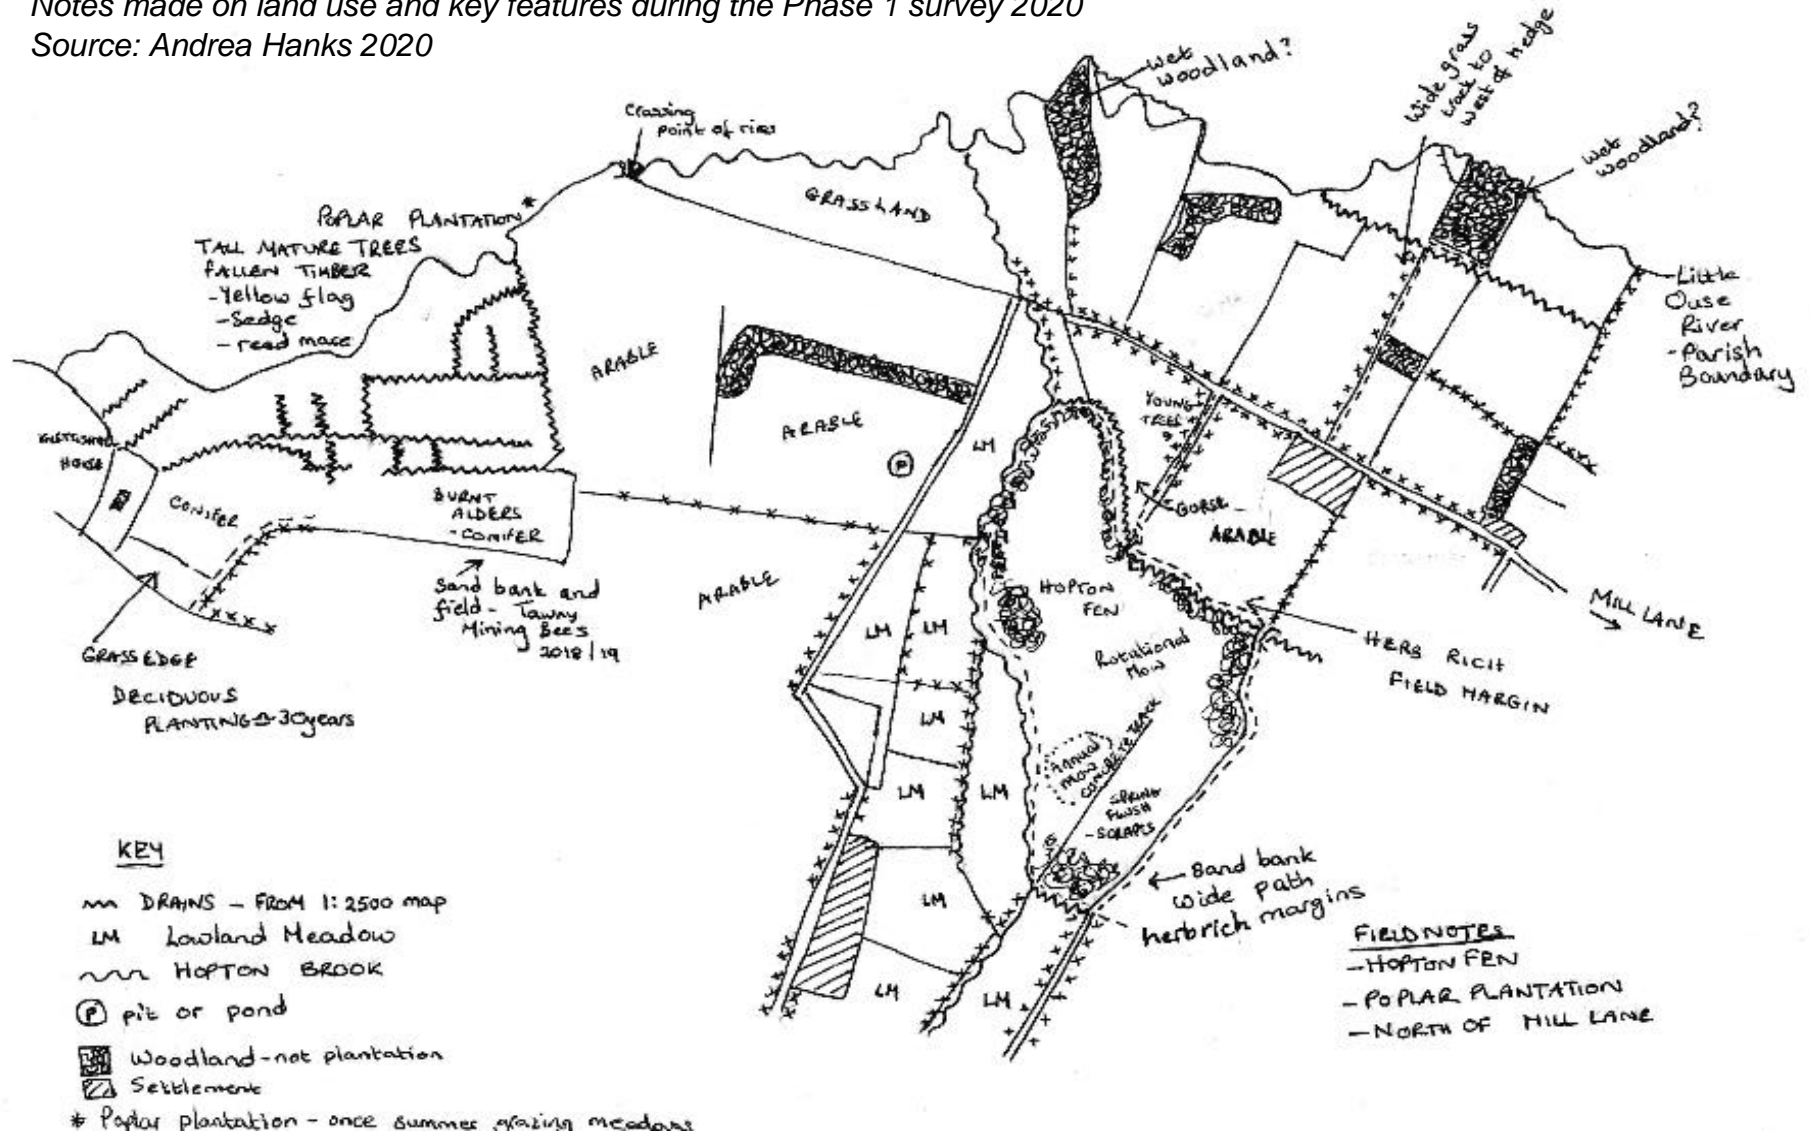 Notes made on land use and key features during the Phase 1 survey 2020
Source: Andrea Hanks 2020
Wet
woodland?
Wide grass
track to
west of hedge
Wet
woodland?
Crossing
point of river
GRASSLAND
POPLAR PLANTATION *
TALL MATURE TREES
FALLEN TIMBER
- Yellow flag
- Sedge
- reed mace
Little
Ouse
River
- Parish
Boundary
ARABLE
ARABLE
YOUNG
TREES
LM
P
HOUSE
CONIFER
BURNT
ALDERS
- CONIFER
GORSE
ARABLE
ARABLE
HOPTON
FEN
MILL LANE
Sand bank and
field - Tawny
Mining Bees
2018/19
LM
LM
Rotational
Mow
HERB RICH
FIELD MARGIN
GRASS EDGE
DECIDUOUS
PLANTING 30years
LM
Annual
Mow
CONCRETE TRACK
LM
LM
SPRING
FLUSH
- SCRAPES
Sand bank
wide path
herbrich margins
LM
LM
LM
KEY
DRAINS - FROM 1:2500 map
LM Lowland Meadow
HOPTON BROOK
P pit or pond
Woodland - not plantation
Settlement
* Poplar plantation - once summer grazing meadows
FIELD NOTES
- HOPTON FEN
- POPLAR PLANTATION
- NORTH OF MILL LANE